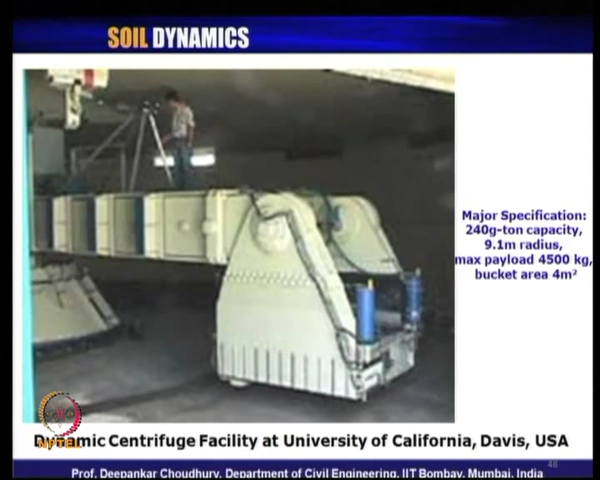 SOIL DYNAMICS
Major Specification:
240g-ton capacity,
9.1m radius,
max payload 4500 kg,
bucket area 4m²
NPTEL
Dynamic Centrifuge Facility at University of California, Davis, USA
48
Prof. Deepankar Choudhury, Department of Civil Engineering, IIT Bombay, Mumbai, India